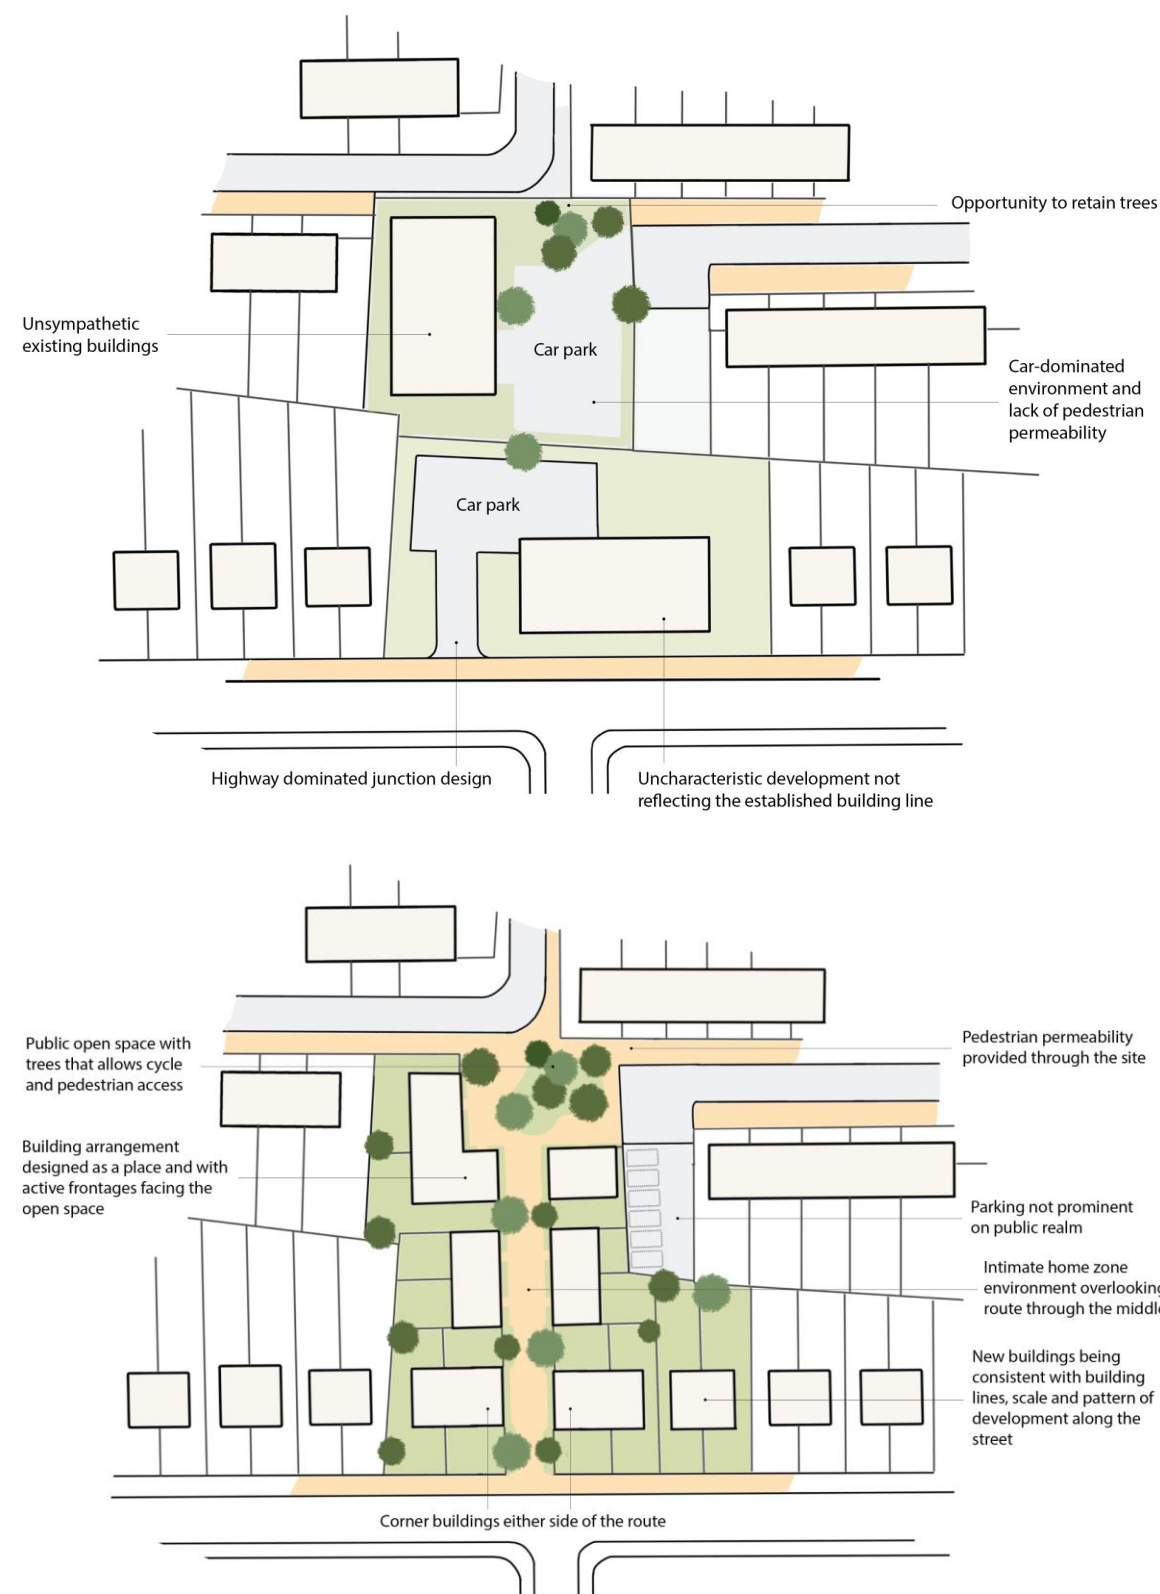 Opportunity to retain trees
Unsympathetic
existing buildings
Car park
Car-dominated
environment and
lack of pedestrian
permeability
Car park
Highway dominated junction design
Uncharacteristic development not
reflecting the established building line
Public open space with
trees that allows cycle
and pedestrian access
Pedestrian permeability
provided through the site
Building arrangement
designed as a place and with
active frontages facing the
open space
Parking not prominent
on public realm
Intimate home zone
environment overlooking
route through the middle
New buildings being
consistent with building
lines, scale and pattern of
development along the
street
Corner buildings either side of the route